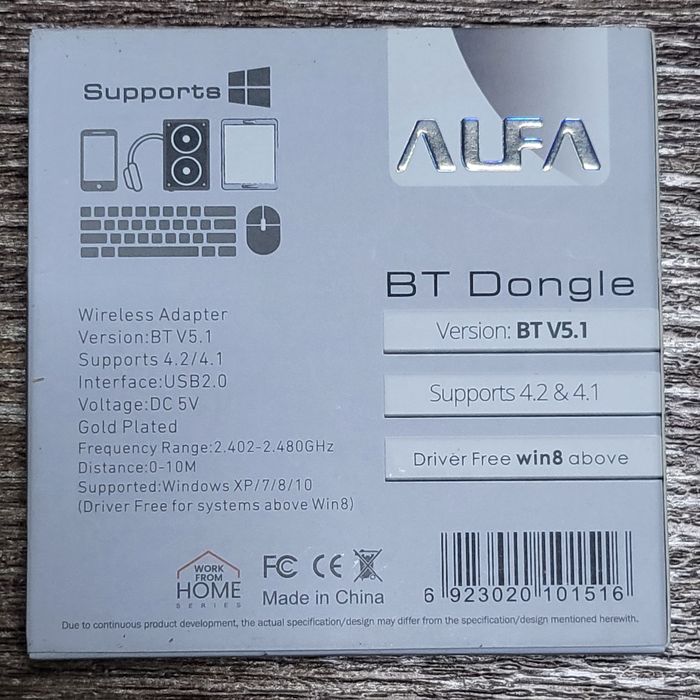 Supports
ALFA
BT Dongle
Version: BT V5.1
Supports 4.2 & 4.1
Driver Free win8 above
Wireless Adapter
Version:BT V5.1
Supports 4.2/4.1
Interface:USB2.0
Voltage:DC 5V
Gold Plated
Frequency Range:2.402-2.480GHz
Distance:0-10M
Supported:Windows XP/7/8/10
(Driver Free for systems above Win8)
WORK
FROM
HOME
SERIES
FC CE
Made in China
6 923020 101516
Due to continuous product development, the actual specification/design may differ from the specification/design mentioned herewith.